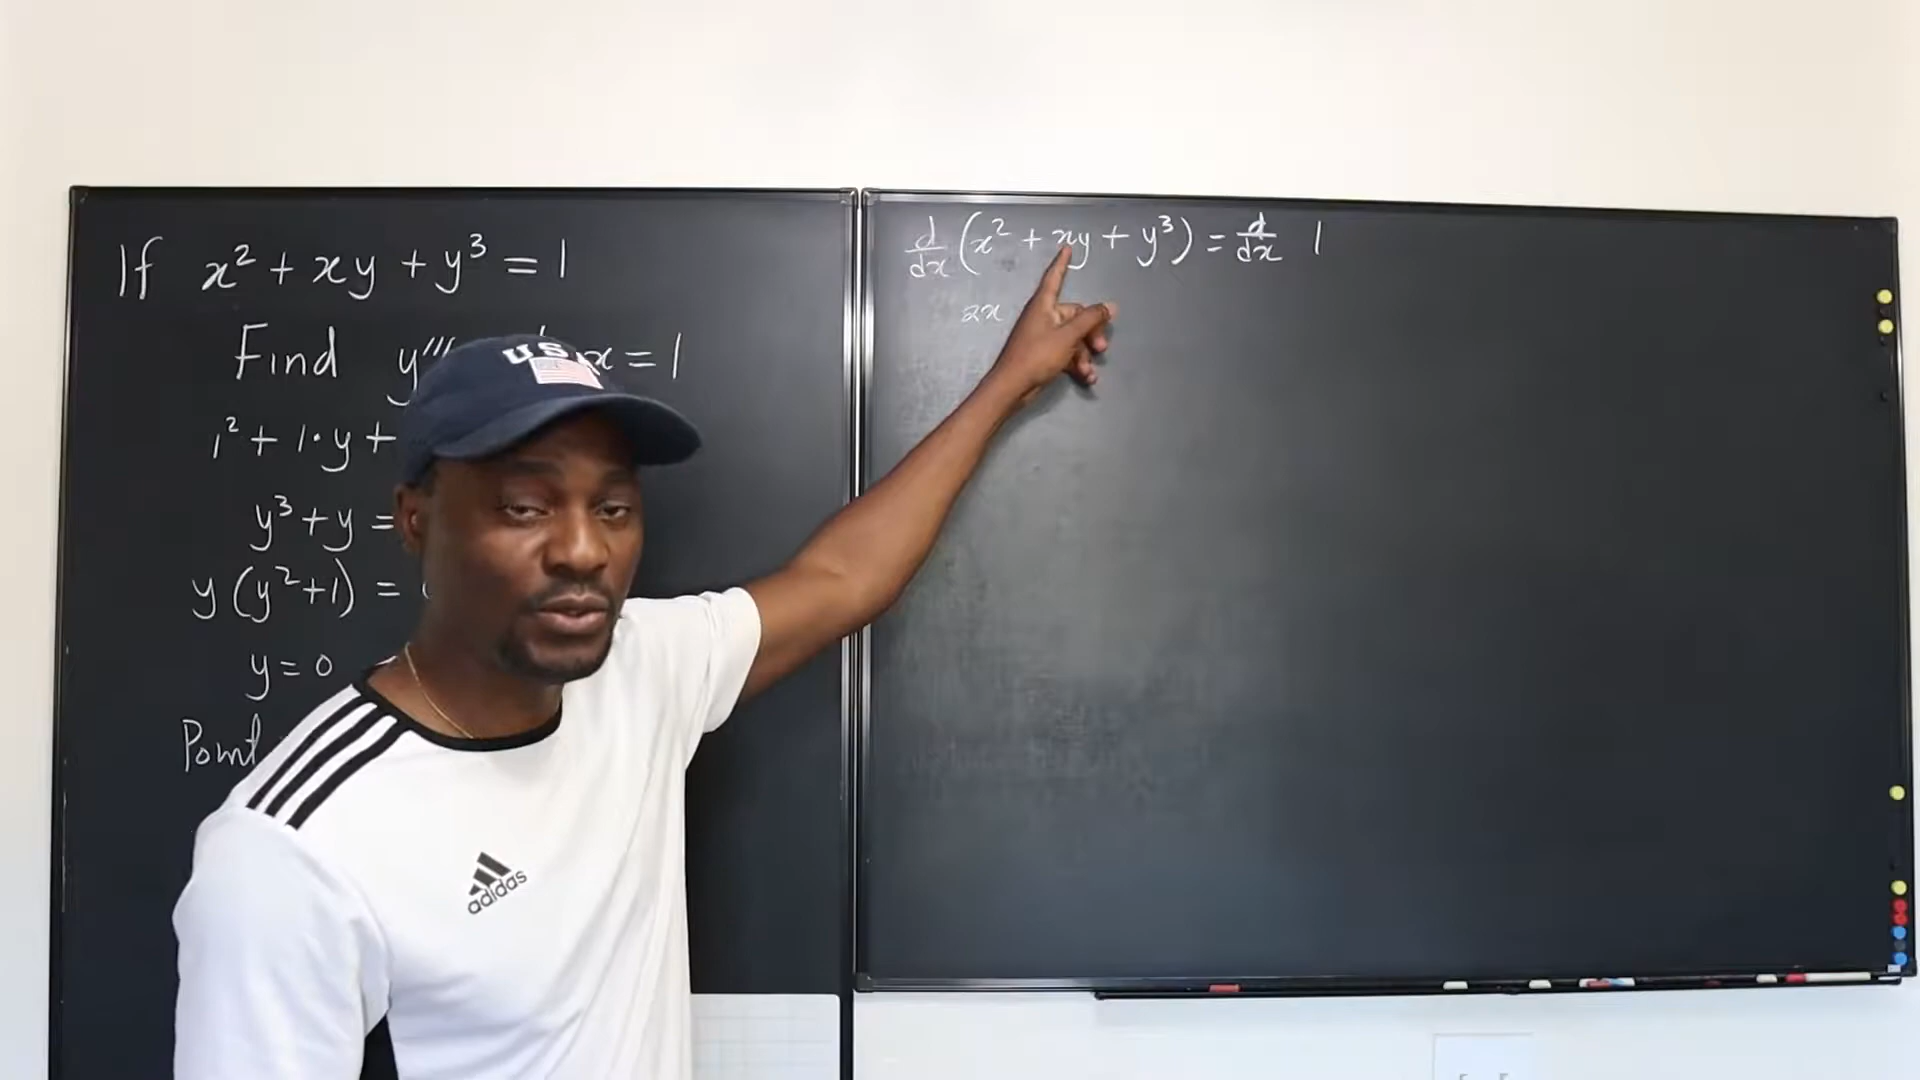 If x² + xy + y³ = 1
Find y''' x = 1
1² + 1·y +
y³ + y =
y (y² + 1) =
y = 0
Point
d/dx (x² + xy + y³) = d/dx 1
2x
USA
adidas